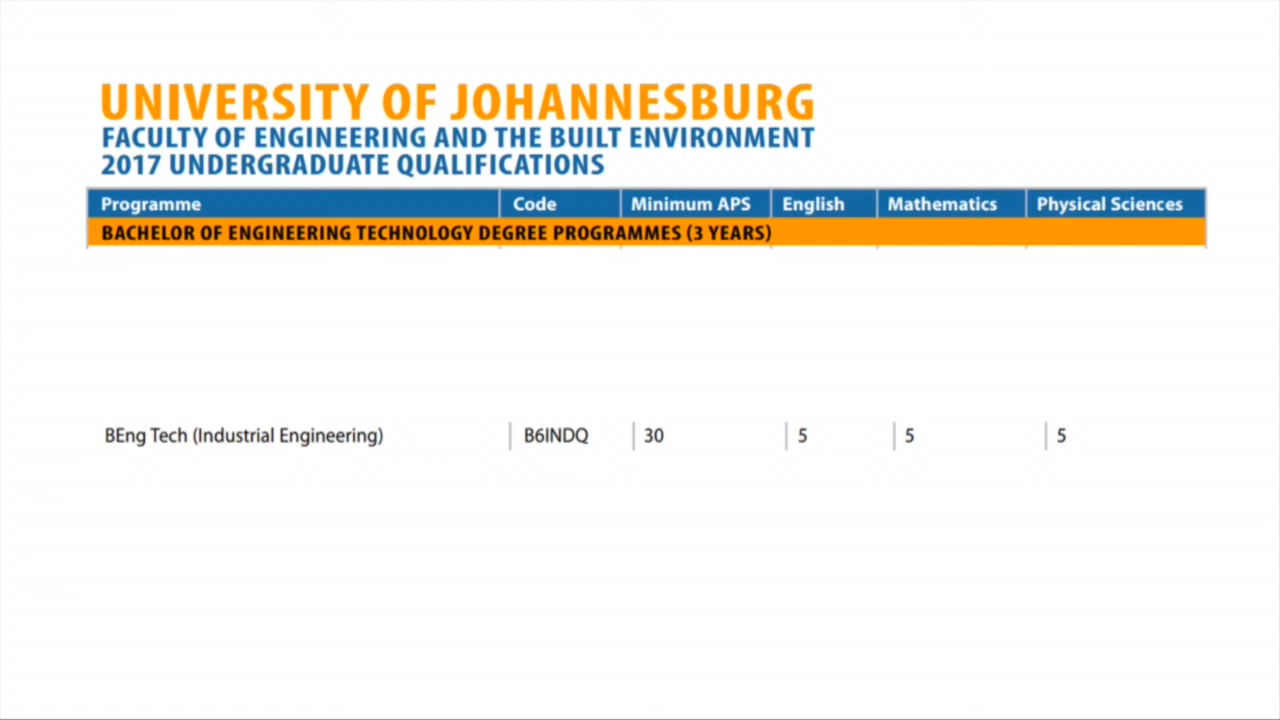 UNIVERSITY OF JOHANNESBURG
FACULTY OF ENGINEERING AND THE BUILT ENVIRONMENT
2017 UNDERGRADUATE QUALIFICATIONS
Programme Code Minimum APS English Mathematics Physical Sciences
BACHELOR OF ENGINEERING TECHNOLOGY DEGREE PROGRAMMES (3 YEARS)
BEng Tech (Industrial Engineering) B6INDQ 30 5 5 5